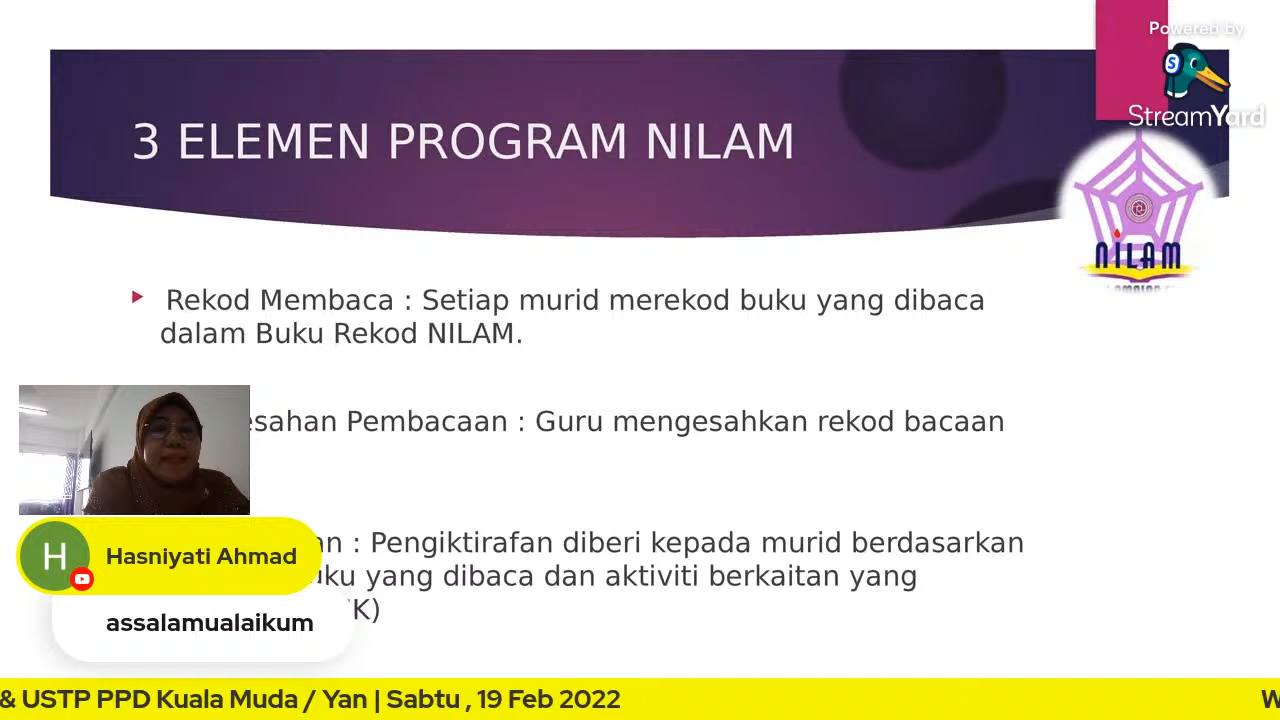 Powered by
StreamYard
3 ELEMEN PROGRAM NILAM
NILAM
Rekod Membaca : Setiap murid merekod buku yang dibaca
dalam Buku Rekod NILAM.
esahan Pembacaan : Guru mengesahkan rekod bacaan
an : Pengiktirafan diberi kepada murid berdasarkan
uku yang dibaca dan aktiviti berkaitan yang
K)
H
Hasniyati Ahmad
assalamualaikum
& USTP PPD Kuala Muda / Yan | Sabtu , 19 Feb 2022
W